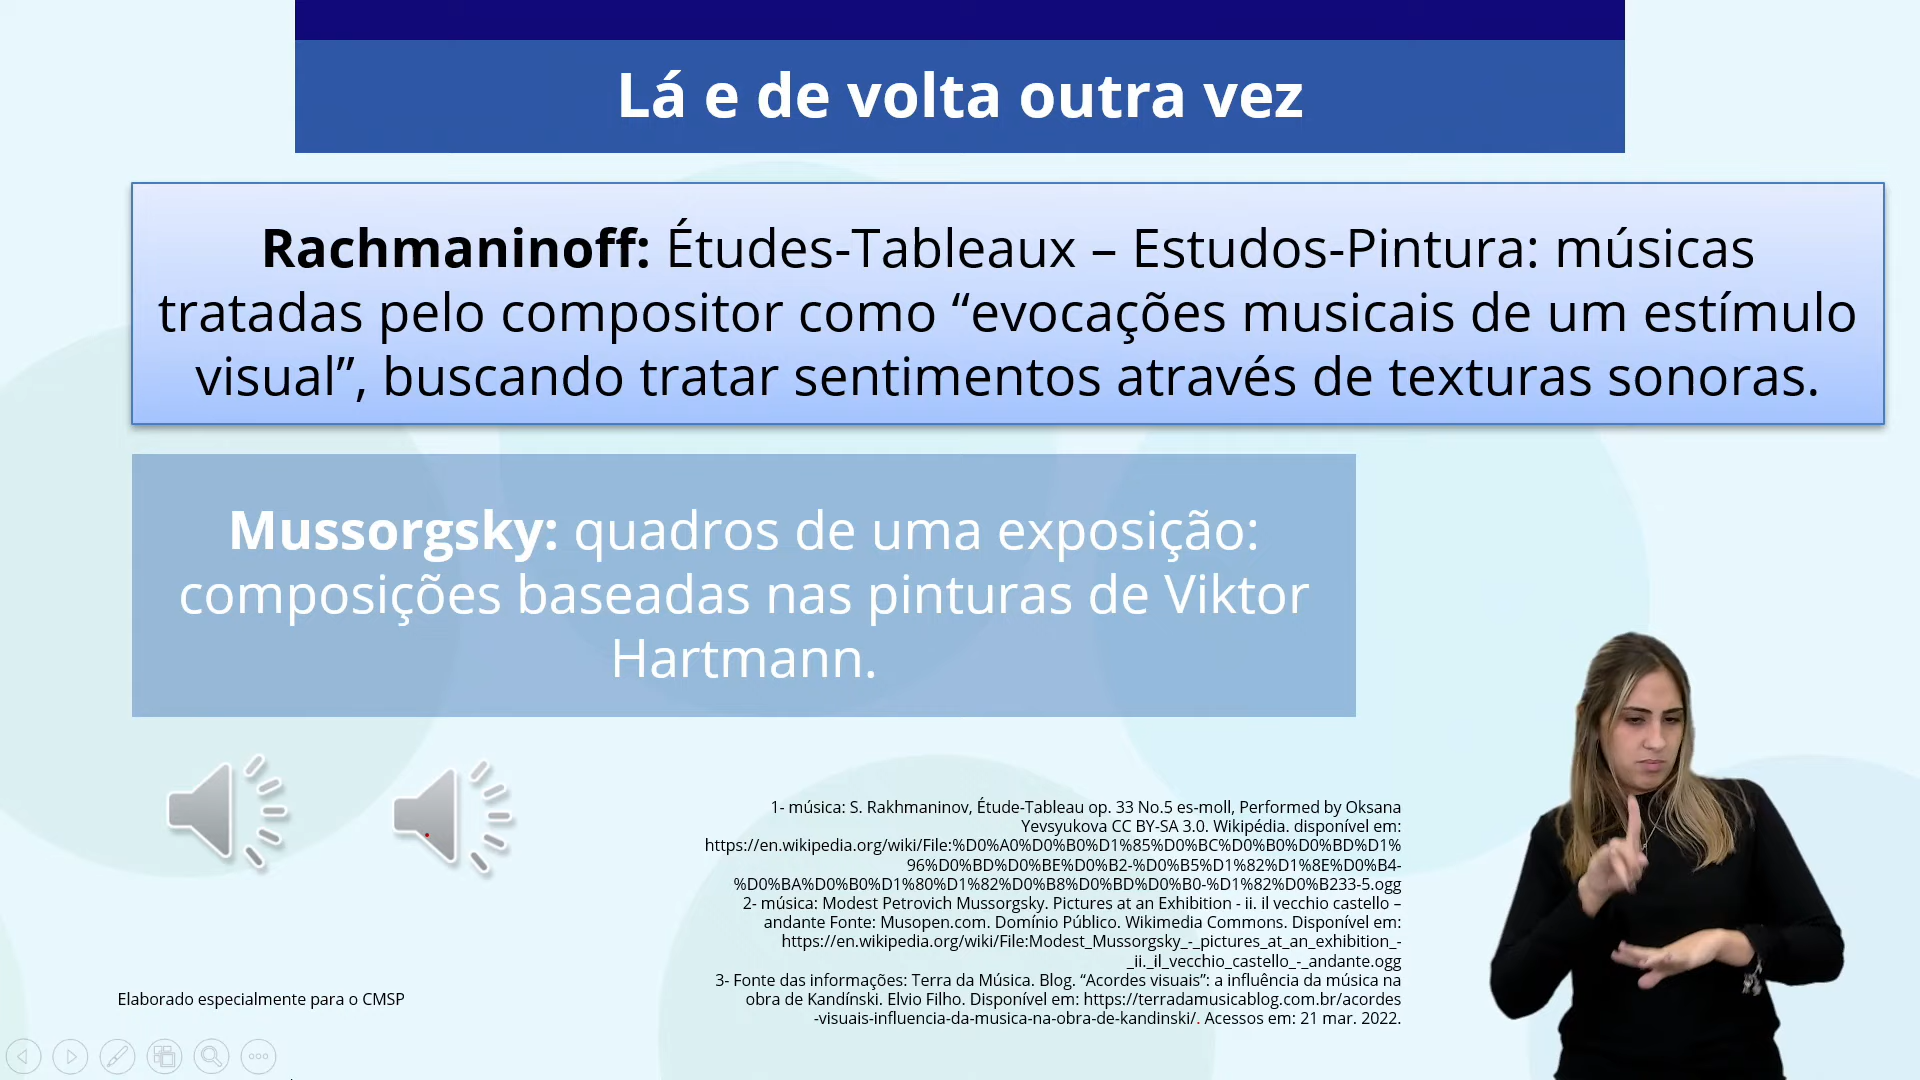 Lá e de volta outra vez
Rachmaninoff: Études-Tableaux – Estudos-Pintura: músicas
tratadas pelo compositor como “evocações musicais de um estímulo
visual”, buscando tratar sentimentos através de texturas sonoras.
Mussorgsky: quadros de uma exposição:
composições baseadas nas pinturas de Viktor
Hartmann.
1- música: S. Rakhmaninov, Étude-Tableau op. 33 No.5 es-moll, Performed by Oksana
Yevsyukova CC BY-SA 3.0. Wikipédia. disponível em:
https://en.wikipedia.org/wiki/File:%D0%A0%D0%B0%D1%85%D0%BC%D0%B0%D0%BD%D1%
96%D0%BD%D0%BE%D0%B2-%D0%B5%D1%82%D1%8E%D0%B4-
%D0%BA%D0%B0%D1%80%D1%82%D0%B8%D0%BD%D0%B0-%D1%82%D0%B233-5.ogg
2- música: Modest Petrovich Mussorgsky. Pictures at an Exhibition - ii. il vecchio castello –
andante Fonte: Musopen.com. Domínio Público. Wikimedia Commons. Disponível em:
https://en.wikipedia.org/wiki/File:Modest_Mussorgsky_-_pictures_at_an_exhibition_-
_ii._il_vecchio_castello_-_andante.ogg
3- Fonte das informações: Terra da Música. Blog. “Acordes visuais”: a influência da música na
obra de Kandínski. Elvio Filho. Disponível em: https://terradamusicablog.com.br/acordes
-visuais-influencia-da-musica-na-obra-de-kandinski/. Acessos em: 21 mar. 2022.
Elaborado especialmente para o CMSP